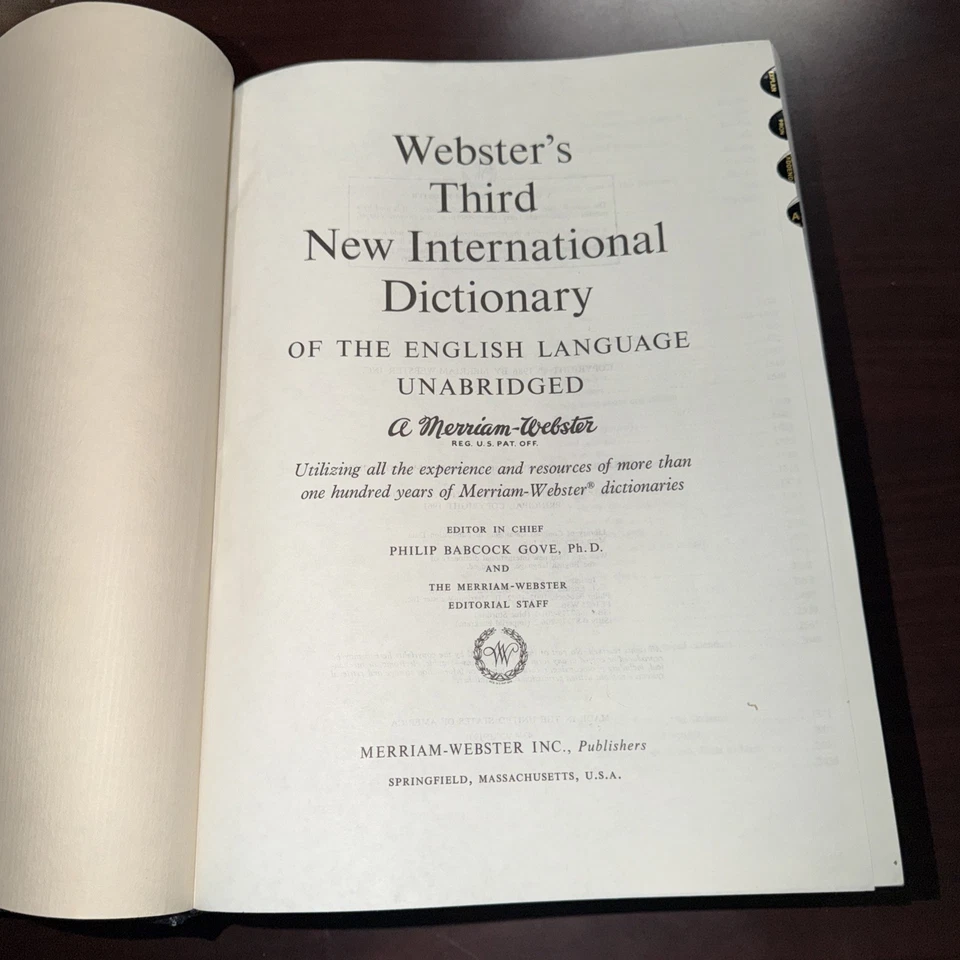 Webster's
Third
New International
Dictionary
OF THE ENGLISH LANGUAGE
UNABRIDGED
A Merriam-Webster
REG. U.S. PAT. OFF.
Utilizing all the experience and resources of more than
one hundred years of Merriam-Webster® dictionaries
EDITOR IN CHIEF
PHILIP BABCOCK GOVE, Ph.D.
AND
THE MERRIAM-WEBSTER
EDITORIAL STAFF
MERRIAM-WEBSTER INC., Publishers
SPRINGFIELD, MASSACHUSETTS, U.S.A.